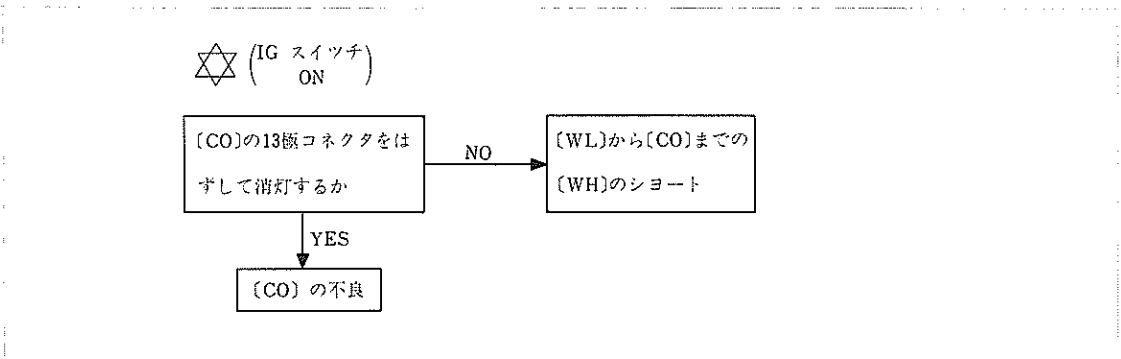 (IG スイッチ
ON)
〔CO〕の13極コネクタをは
ずして消灯するか
NO
〔WL〕から〔CO〕までの
〔WH〕のショート
YES
〔CO〕の不良